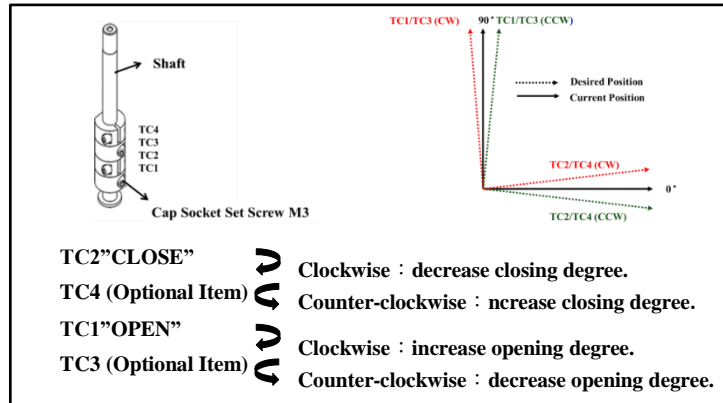 TC1/TC3 (CW)
90°
TC1/TC3 (CCW)
Shaft
Desired Position
Current Position
TC4
TC3
TC2
TC1
TC2/TC4 (CW)
0°
TC2/TC4 (CCW)
Cap Socket Set Screw M3
TC2”CLOSE”
Clockwise：decrease closing degree.
TC4 (Optional Item)
Counter-clockwise：ncrease closing degree.
TC1”OPEN”
Clockwise：increase opening degree.
TC3 (Optional Item)
Counter-clockwise：decrease opening degree.